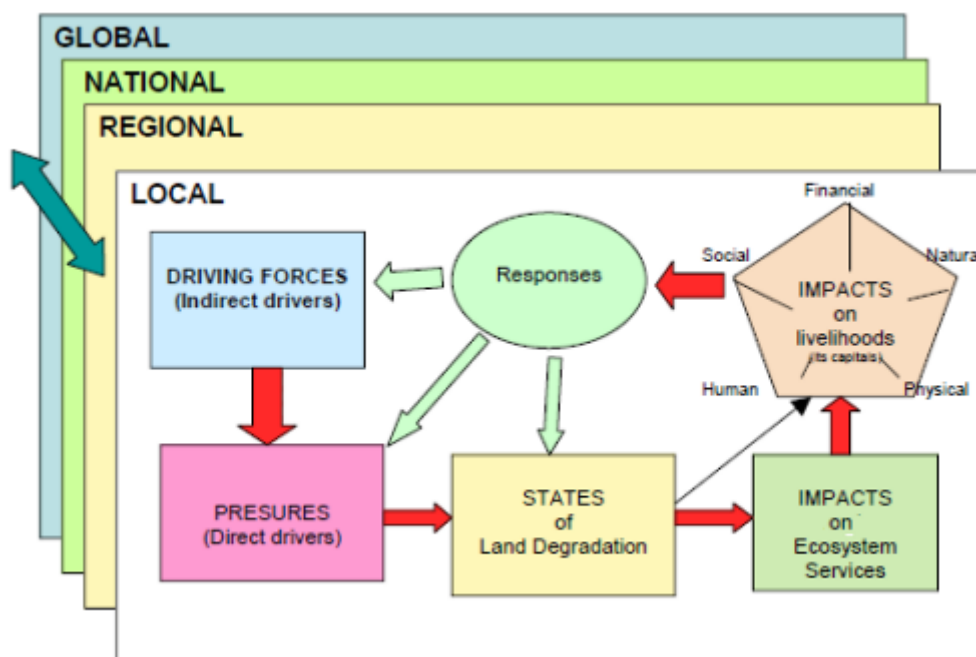 GLOBAL
NATIONAL
REGIONAL
LOCAL
DRIVING FORCES
(Indirect drivers)
Responses
Financial
Social
Natura
IMPACTS
on
livelihoods
(its capitals)
Human
Physical
PRESURES
(Direct drivers)
STATES
of
Land Degradation
IMPACTS
on
Ecosystem
Services